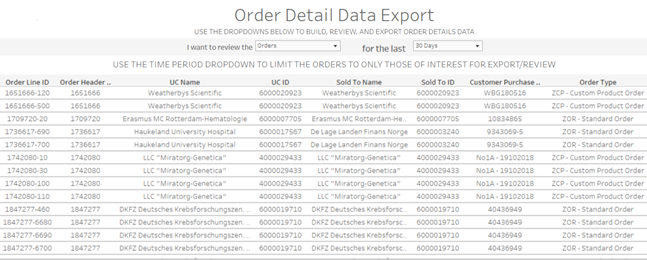 Order Detail Data Export
USE THE DROPDOWNS BELOW TO BUILD, REVIEW, AND EXPORT ORDER DETAILS DATA
I want to review the Orders for the last 30 Days
USE THE TIME PERIOD DROPDOWN TO LIMIT THE ORDERS TO ONLY THOSE OF INTEREST FOR EXPORT/REVIEW
Order Line ID Order Header .. UC Name UC ID Sold To Name Sold To ID Customer Purchase .. Order Type
1651666-120 1651666 Weatherbys Scientific 6000020923 Weatherbys Scientific 6000020923 WBG180516 ZCP - Custom Product Order
1651666-500 1651666 Weatherbys Scientific 6000020923 Weatherbys Scientific 6000020923 WBG180516 ZCP - Custom Product Order
1709720-20 1709720 Erasmus MC Rotterdam-Hematologie 6000007705 Erasmus MC Rotterdam-He.. 6000007705 10834865 ZOR - Standard Order
1736617-690 1736617 Haukeland University Hospital 6000017567 De Lage Landen Finans Norge 6000003240 9343069-5 ZOR - Standard Order
1736617-700 1736617 Haukeland University Hospital 6000017567 De Lage Landen Finans Norge 6000003240 9343069-5 ZOR - Standard Order
1742080-10 1742080 LLC "Miratorg-Genetica" 4000029433 LLC "Miratorg-Genetica" 4000029433 No1A - 19102018 ZCP - Custom Product Order
1742080-30 1742080 LLC "Miratorg-Genetica" 4000029433 LLC "Miratorg-Genetica" 4000029433 No1A - 19102018 ZCP - Custom Product Order
1742080-100 1742080 LLC "Miratorg-Genetica" 4000029433 LLC "Miratorg-Genetica" 4000029433 No1A - 19102018 ZCP - Custom Product Order
1742080-110 1742080 LLC "Miratorg-Genetica" 4000029433 LLC "Miratorg-Genetica" 4000029433 No1A - 19102018 ZCP - Custom Product Order
1847277-460 1847277 DKFZ Deutsches Krebsforschungszen.. 6000019710 DKFZ Deutsches Krebsforsc.. 6000019710 40436949 ZOR - Standard Order
1847277-6680 1847277 DKFZ Deutsches Krebsforschungszen.. 6000019710 DKFZ Deutsches Krebsforsc.. 6000019710 40436949 ZOR - Standard Order
1847277-6690 1847277 DKFZ Deutsches Krebsforschungszen.. 6000019710 DKFZ Deutsches Krebsforsc.. 6000019710 40436949 ZOR - Standard Order
1847277-6700 1847277 DKFZ Deutsches Krebsforschungszen.. 6000019710 DKFZ Deutsches Krebsforsc.. 6000019710 40436949 ZOR - Standard Order